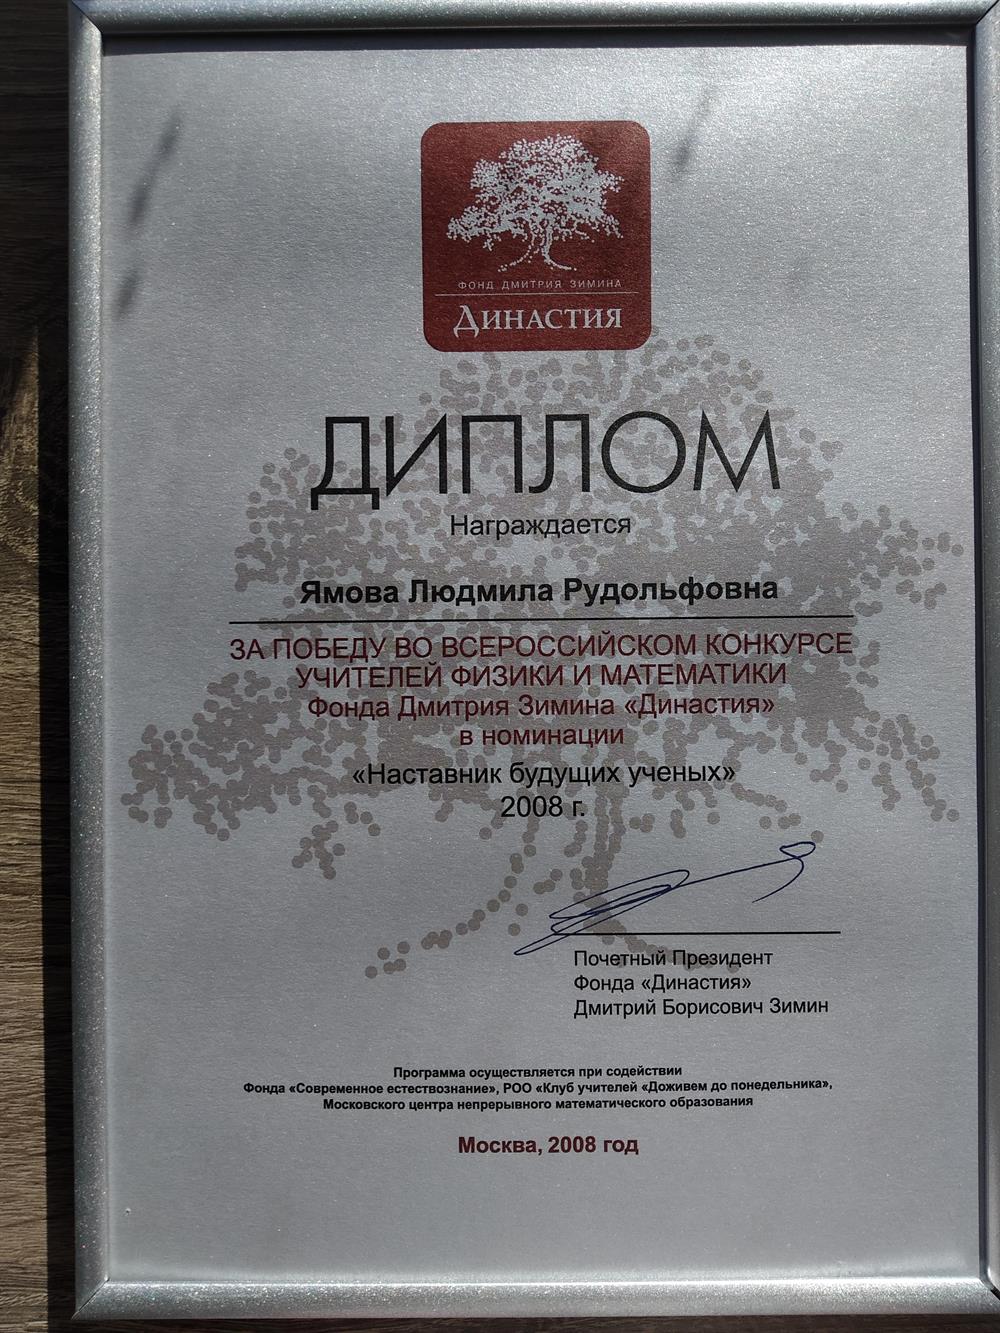 ФОНД ДМИТРИЯ ЗИМИНА
ДИНАСТИЯ
ДИПЛОМ
Награждается
Ямова Людмила Рудольфовна
ЗА ПОБЕДУ ВО ВСЕРОССИЙСКОМ КОНКУРСЕ
УЧИТЕЛЕЙ ФИЗИКИ И МАТЕМАТИКИ
Фонда Дмитрия Зимина «Династия»
в номинации
«Наставник будущих ученых»
2008 г.
Почетный Президент
Фонда «Династия»
Дмитрий Борисович Зимин
Программа осуществляется при содействии
Фонда «Современное естествознание», РОО «Клуб учителей «Доживем до понедельника»,
Московского центра непрерывного математического образования
Москва, 2008 год